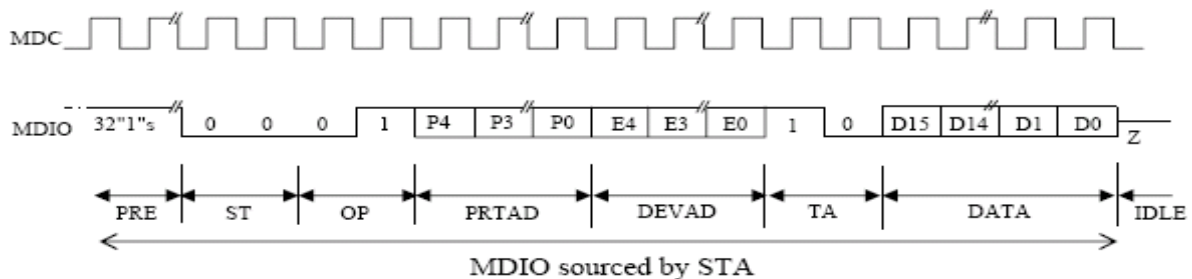 MDC
MDIO 32"1"s 0 0 0 1 P4 P3 P0 E4 E3 E0 1 0 D15 D14 D1 D0 Z
PRE ST OP PRTAD DEVAD TA DATA IDLE
MDIO sourced by STA